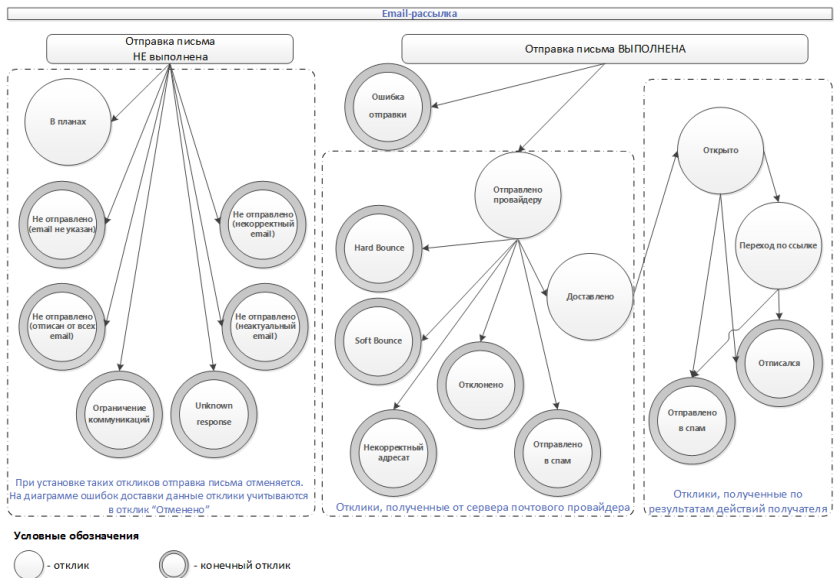 Email-рассылка
Отправка письма
НЕ выполнена
Отправка письма ВЫПОЛНЕНА
В планах
Ошибка
отправки
Открыто
Отправлено
провайдеру
Не отправлено
(email не указан)
Не отправлено
(некорректный
email)
Hard Bounce
Переход по ссылке
Доставлено
Не отправлено
(отписан от всех
email)
Не отправлено
(неактуальный
email)
Soft Bounce
Отклонено
Отписался
Ограничение
коммуникаций
Unknown
response
Отправлено
в спам
Некорректный
адресат
Отправлено
в спам
При установке таких откликов отправка письма отменяется.
На диаграмме ошибок доставки данные отклики учитываются
в отклик "Отменено"
Отклики, полученные от сервера почтового провайдера
Отклики, полученные по
результатам действий получателя
Условные обозначения
- отклик
- конечный отклик